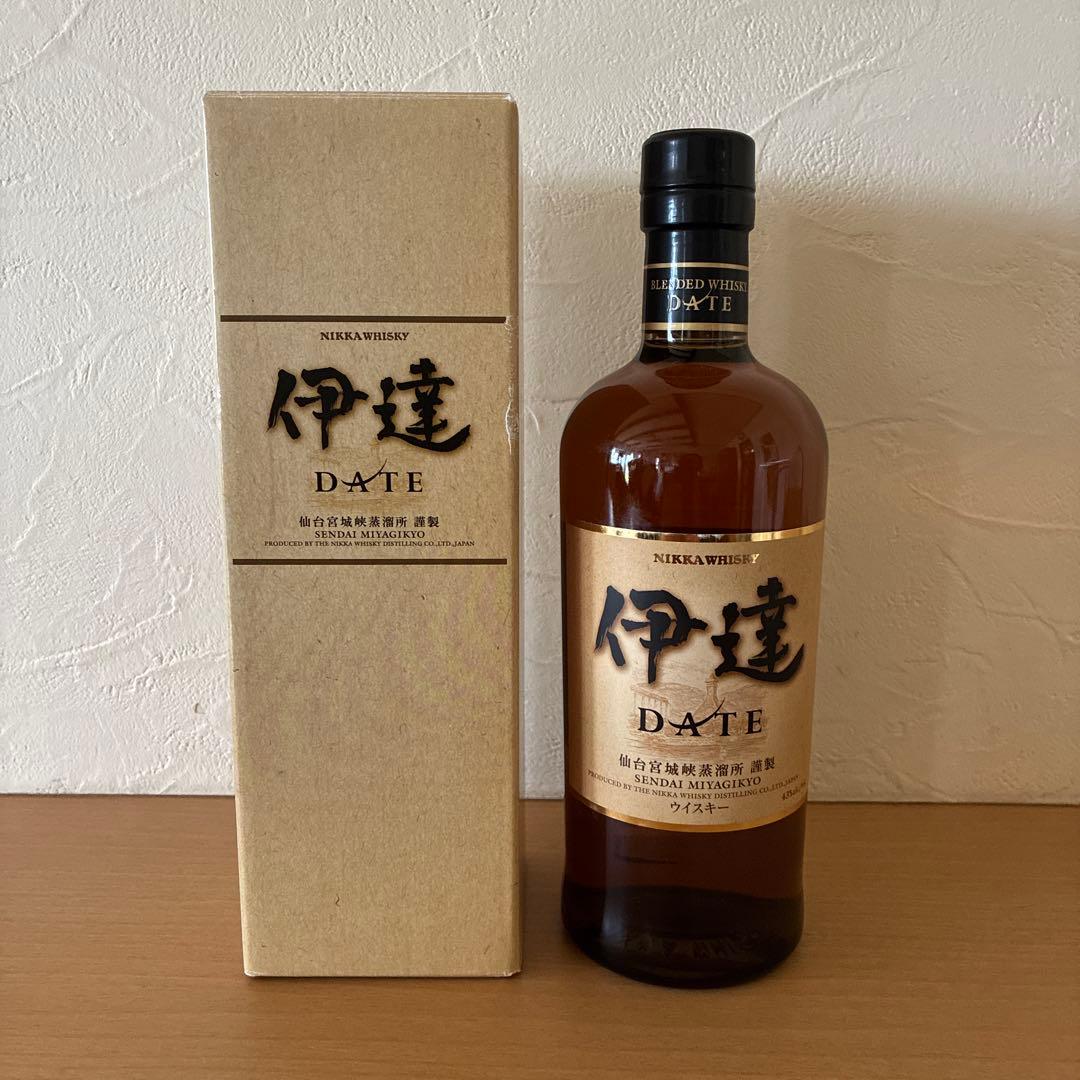 NIKKA WHISKY
伊達
DATE
仙台宮城峡蒸溜所 謹製
SENDAI MIYAGIKYO
PRODUCED BY THE NIKKA WHISKY DISTILLING CO.,LTD.,JAPAN
BLENDED WHISKY
DATE
NIKKA WHISKY
伊達
DATE
仙台宮城峡蒸溜所 謹製
SENDAI MIYAGIKYO
PRODUCED BY THE NIKKA WHISKY DISTILLING CO.,LTD.,JAPAN
ウイスキー